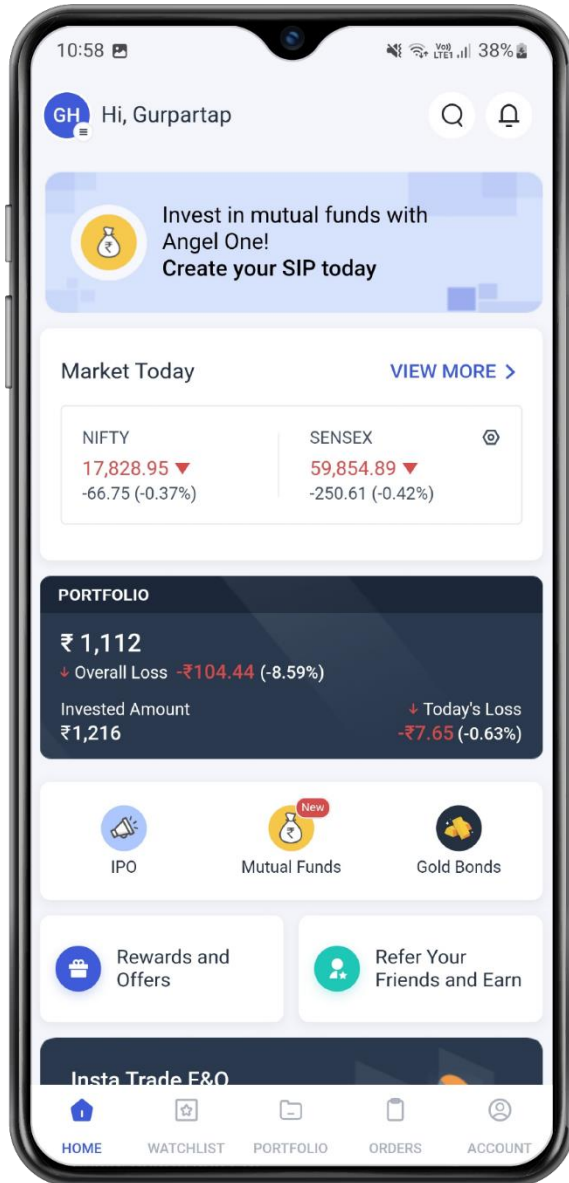 10:58
Vo))
LTE1
38%
GH
Hi, Gurpartap
Invest in mutual funds with
Angel One!
Create your SIP today
Market Today
VIEW MORE >
NIFTY
SENSEX
17,828.95 ▼
59,854.89 ▼
-66.75 (-0.37%)
-250.61 (-0.42%)
PORTFOLIO
₹ 1,112
↓ Overall Loss -₹104.44 (-8.59%)
Invested Amount
↓ Today's Loss
₹1,216
-₹7.65 (-0.63%)
New
IPO
Mutual Funds
Gold Bonds
Rewards and
Offers
Refer Your
Friends and Earn
Insta Trade F&O
HOME
WATCHLIST
PORTFOLIO
ORDERS
ACCOUNT